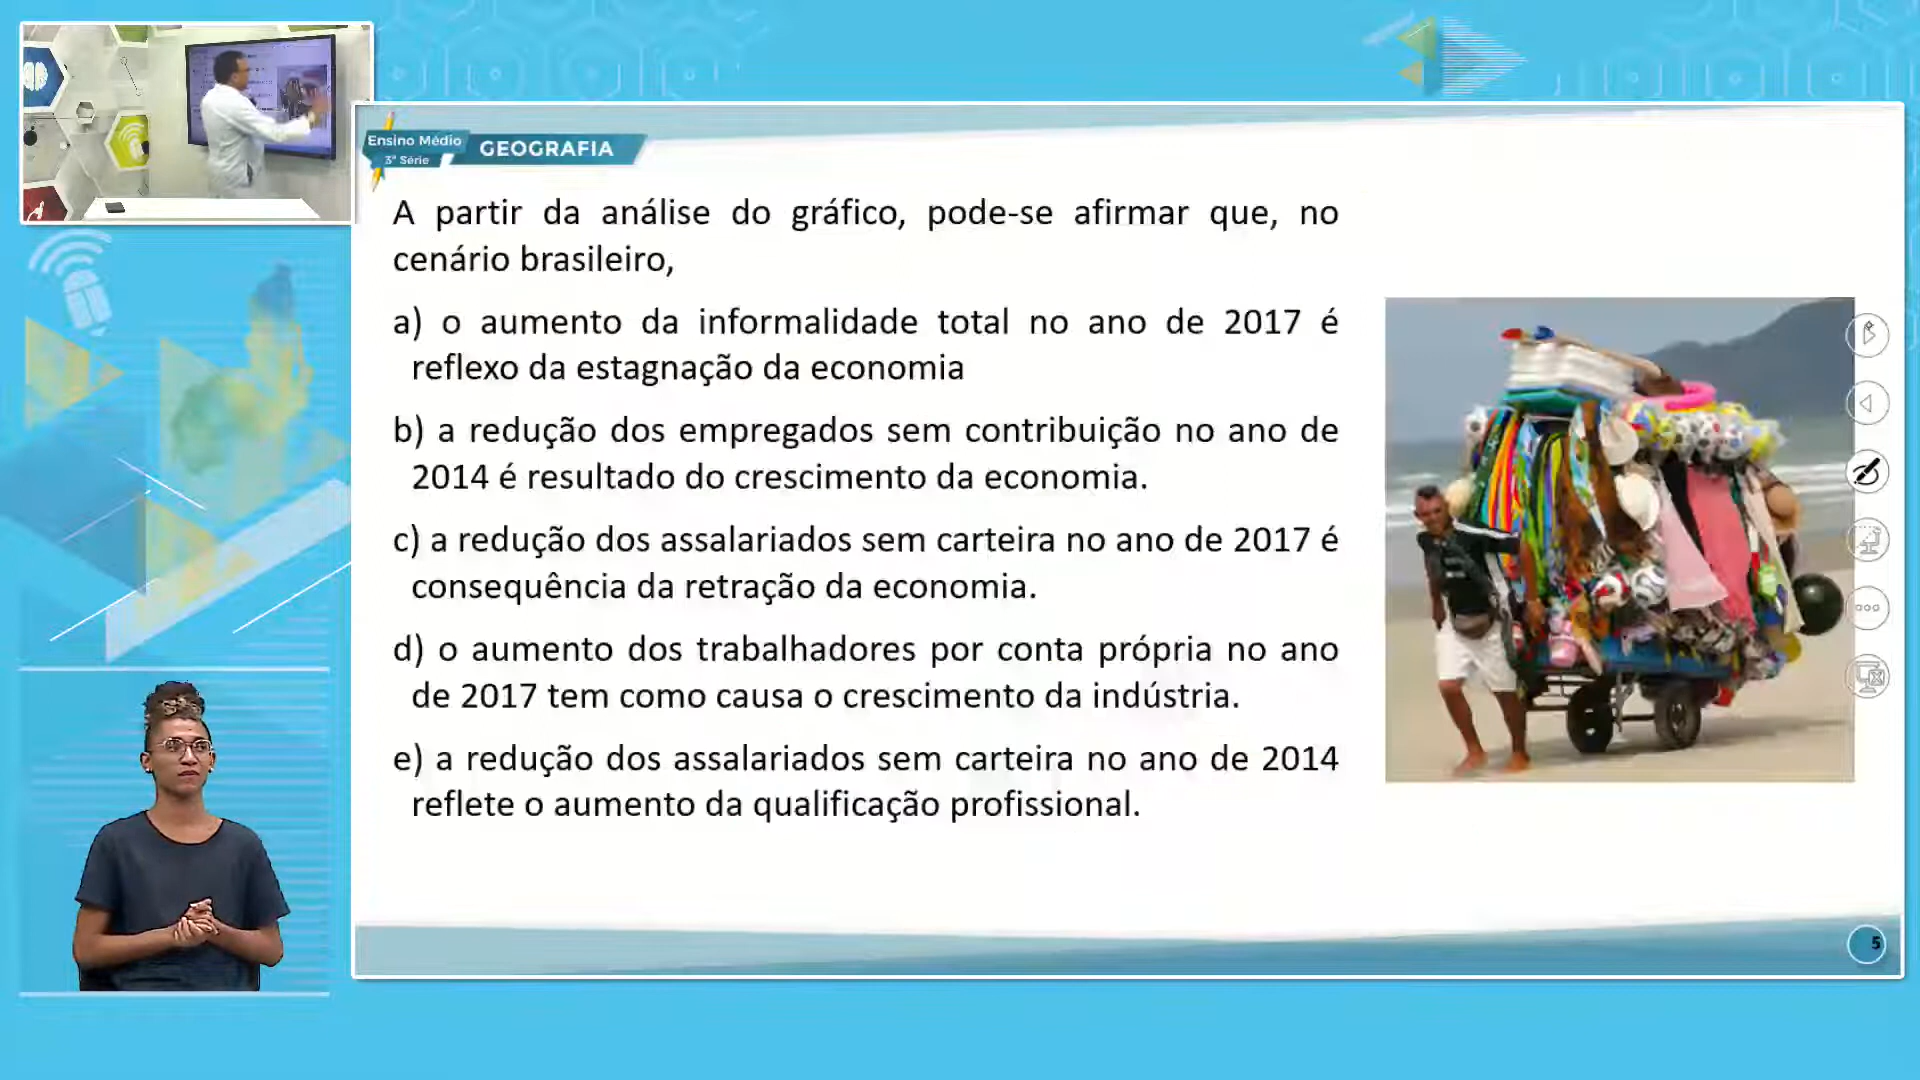 Ensino Médio
3ª Série
GEOGRAFIA
A partir da análise do gráfico, pode-se afirmar que, no
cenário brasileiro,
a) o aumento da informalidade total no ano de 2017 é
reflexo da estagnação da economia
b) a redução dos empregados sem contribuição no ano de
2014 é resultado do crescimento da economia.
c) a redução dos assalariados sem carteira no ano de 2017 é
consequência da retração da economia.
d) o aumento dos trabalhadores por conta própria no ano
de 2017 tem como causa o crescimento da indústria.
e) a redução dos assalariados sem carteira no ano de 2014
reflete o aumento da qualificação profissional.
5